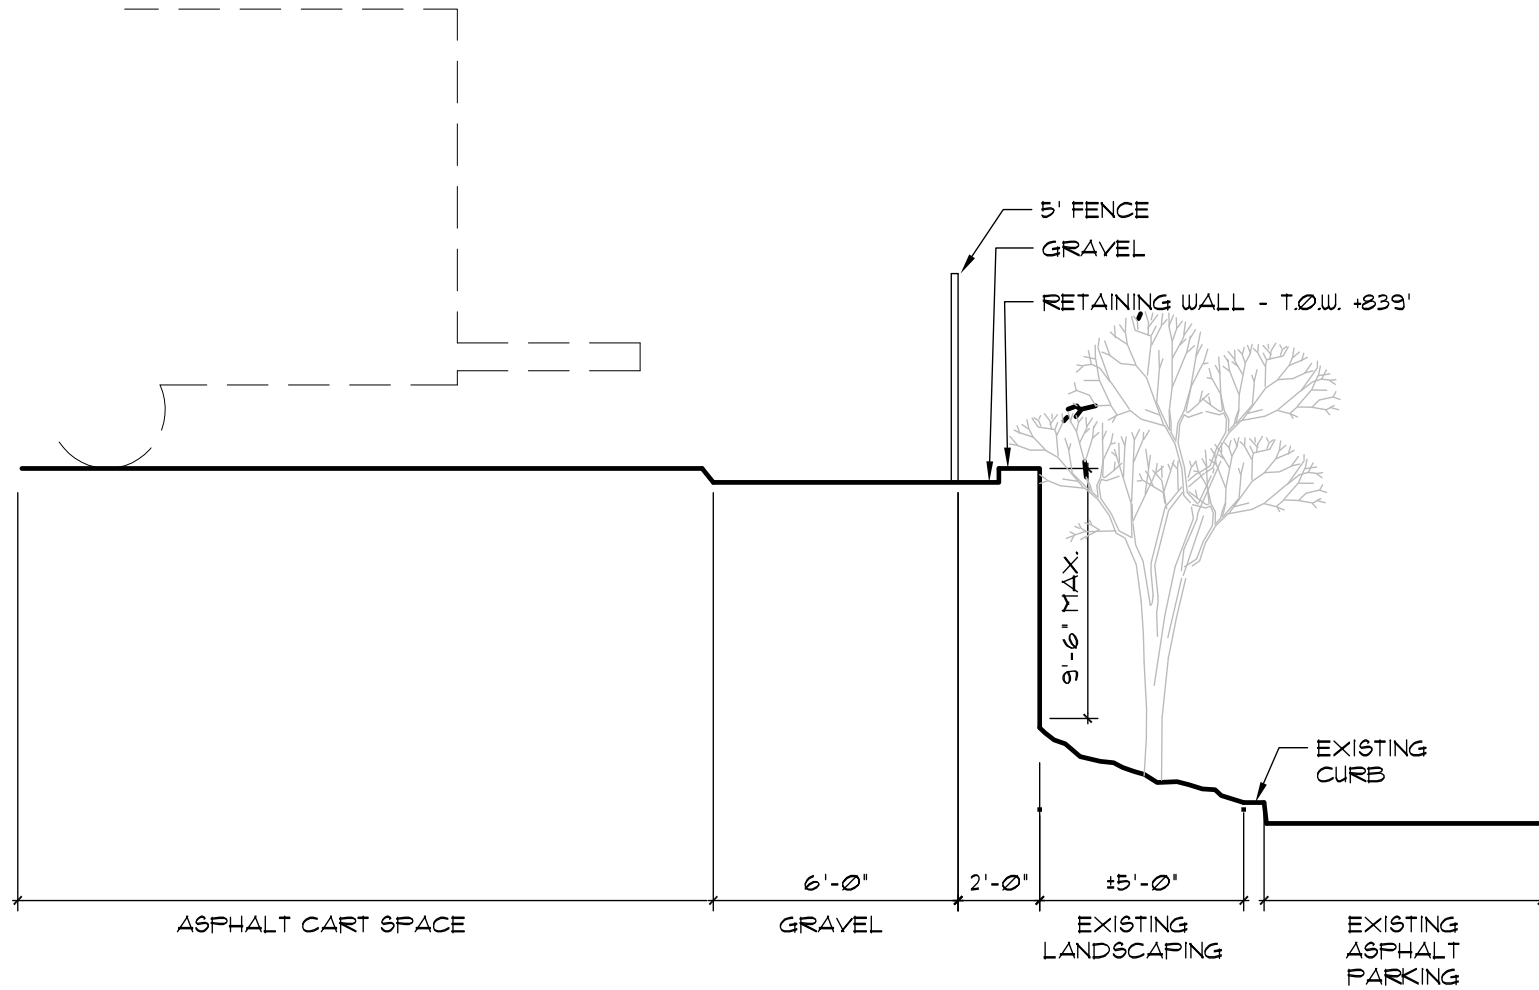 5' FENCE
GRAVEL
RETAINING WALL - T.O.W. +839'
9'-6" MAX.
EXISTING
CURB
6'-0"
2'-0"
±5'-0"
ASPHALT CART SPACE
GRAVEL
EXISTING
LANDSCAPING
EXISTING
ASPHALT
PARKING